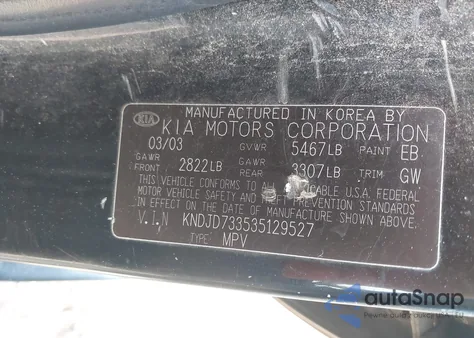 MANUFACTURED IN KOREA BY
KIA KIA MOTORS CORPORATION
03/03 GVWR 5467LB PAINT EB
GAWR FRONT 2822LB GAWR REAR 3307LB TRIM GW
THIS VEHICLE CONFORMS TO ALL APPLICABLE U.S.A. FEDERAL
MOTOR VEHICLE SAFETY AND THEFT PREVENTION STANDARDS
IN EFFECT ON THE DATE OF MANUFACTURE SHOWN ABOVE.
V.I.N KNDJD733535129527
TYPE: MPV
autoSnap